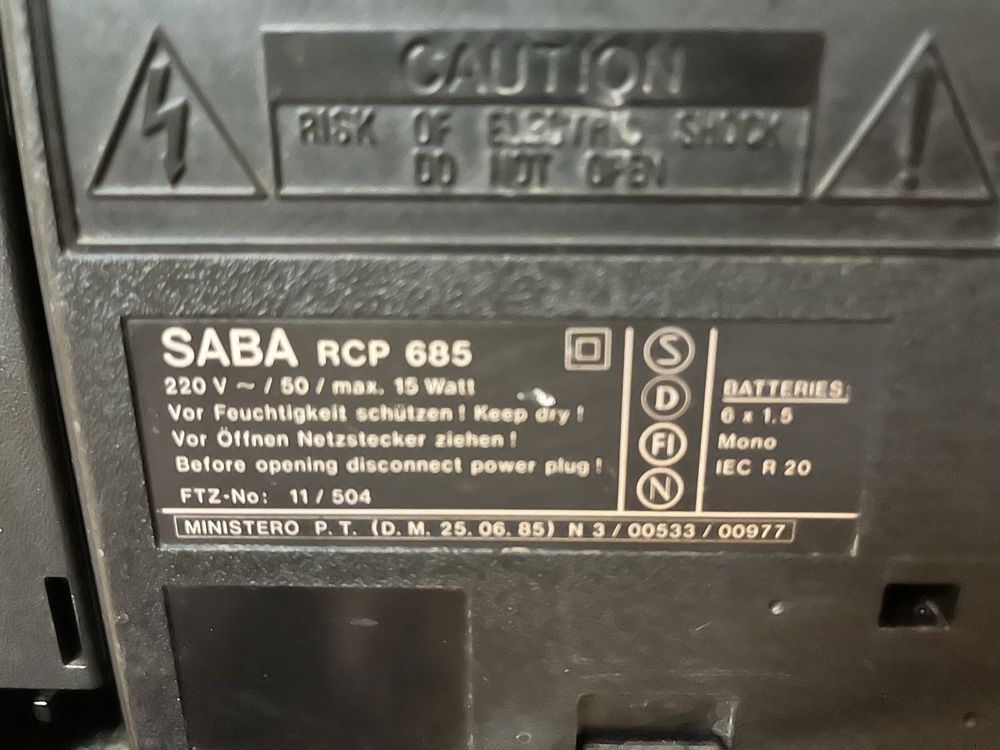 CAUTION
RISK OF ELECTRIC SHOCK
DO NOT OPEN
SABA RCP 685
220 V ~ / 50 / max. 15 Watt
Vor Feuchtigkeit schützen ! Keep dry !
Vor Öffnen Netzstecker ziehen !
Before opening disconnect power plug !
FTZ-No: 11 / 504
S
D
FI
N
BATTERIES:
6 x 1.5
Mono
IEC R 20
MINISTERO P. T. (D. M. 25. 06. 85) N 3 / 00533 / 00977